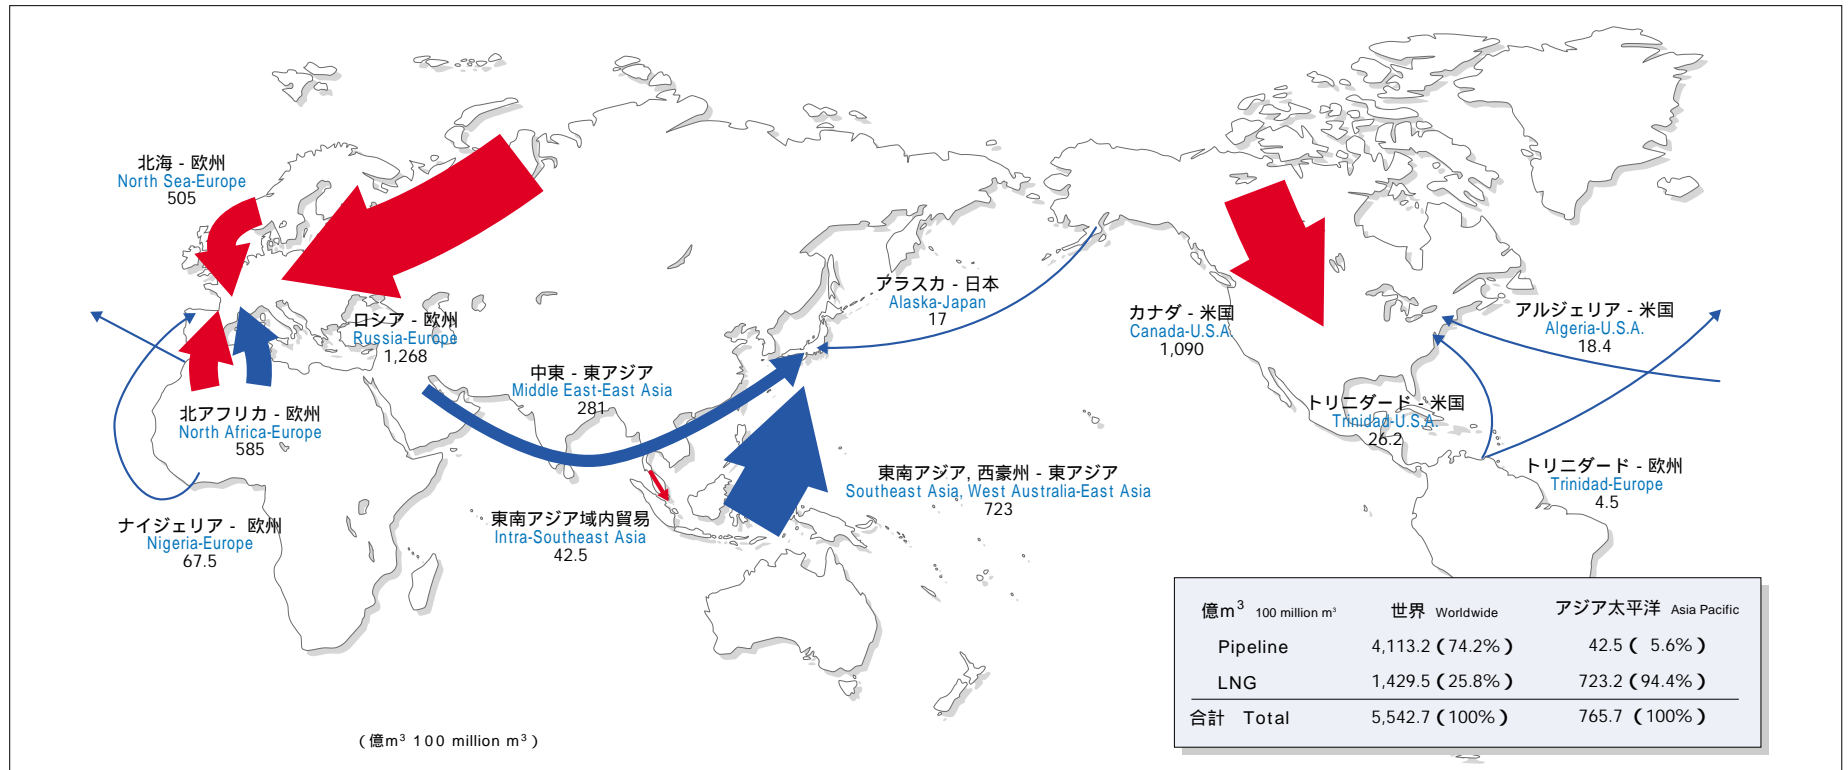 北海 - 欧州
North Sea-Europe
505
ロシア - 欧州
Russia-Europe
1,268
アラスカ - 日本
Alaska-Japan
17
カナダ - 米国
Canada-U.S.A.
1,090
アルジェリア - 米国
Algeria-U.S.A.
18.4
中東 - 東アジア
Middle East-East Asia
281
北アフリカ - 欧州
North Africa-Europe
585
トリニダード - 米国
Trinidad-U.S.A.
26.2
東南アジア, 西豪州 - 東アジア
Southeast Asia, West Australia-East Asia
723
トリニダード - 欧州
Trinidad-Europe
4.5
ナイジェリア - 欧州
Nigeria-Europe
67.5
東南アジア域内貿易
Intra-Southeast Asia
42.5
億m³ 100 million m³ 世界 Worldwide アジア太平洋 Asia Pacific
Pipeline 4,113.2 (74.2%) 42.5 ( 5.6%)
LNG 1,429.5 (25.8%) 723.2 (94.4%)
合計 Total 5,542.7 (100%) 765.7 (100%)
(億m³ 100 million m³)